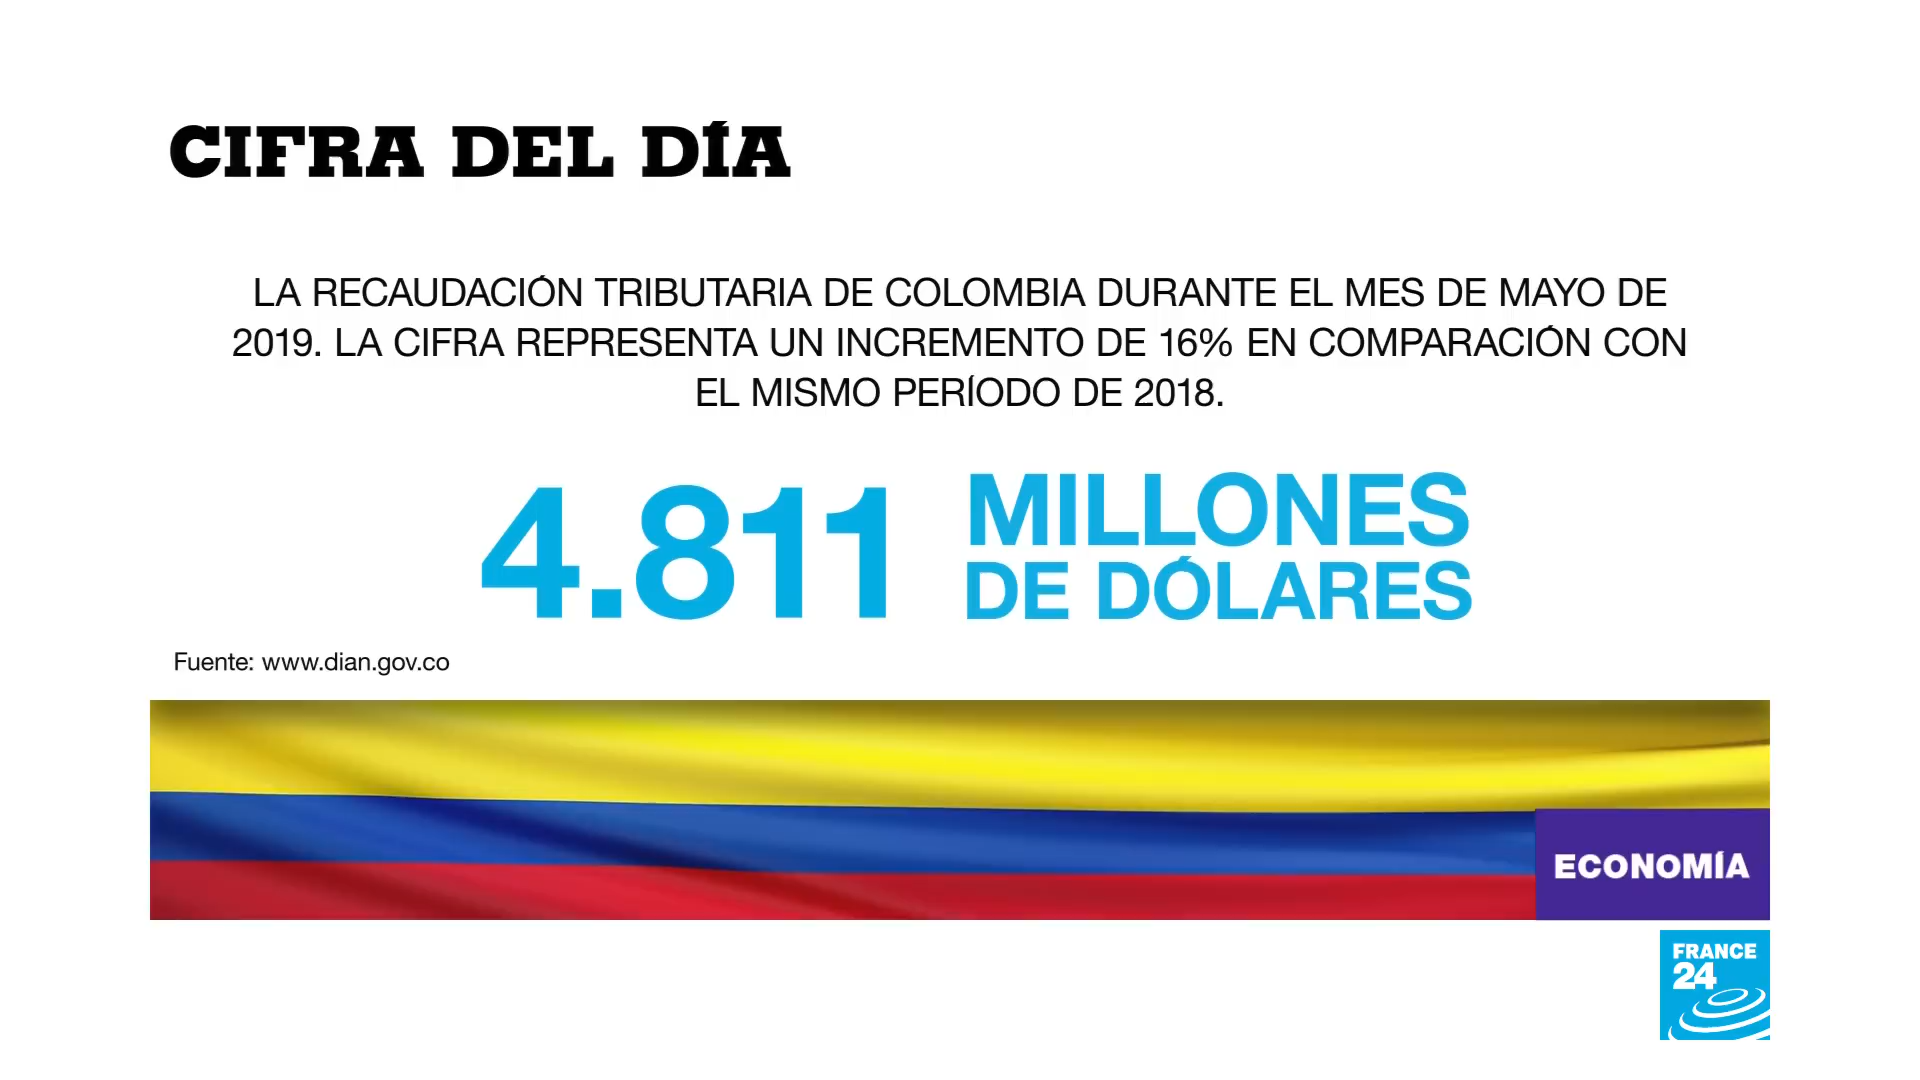 CIFRA DEL DÍA
LA RECAUDACIÓN TRIBUTARIA DE COLOMBIA DURANTE EL MES DE MAYO DE
2019. LA CIFRA REPRESENTA UN INCREMENTO DE 16% EN COMPARACIÓN CON
EL MISMO PERÍODO DE 2018.
4.811 MILLONES
DE DÓLARES
Fuente: www.dian.gov.co
ECONOMÍA
FRANCE
24